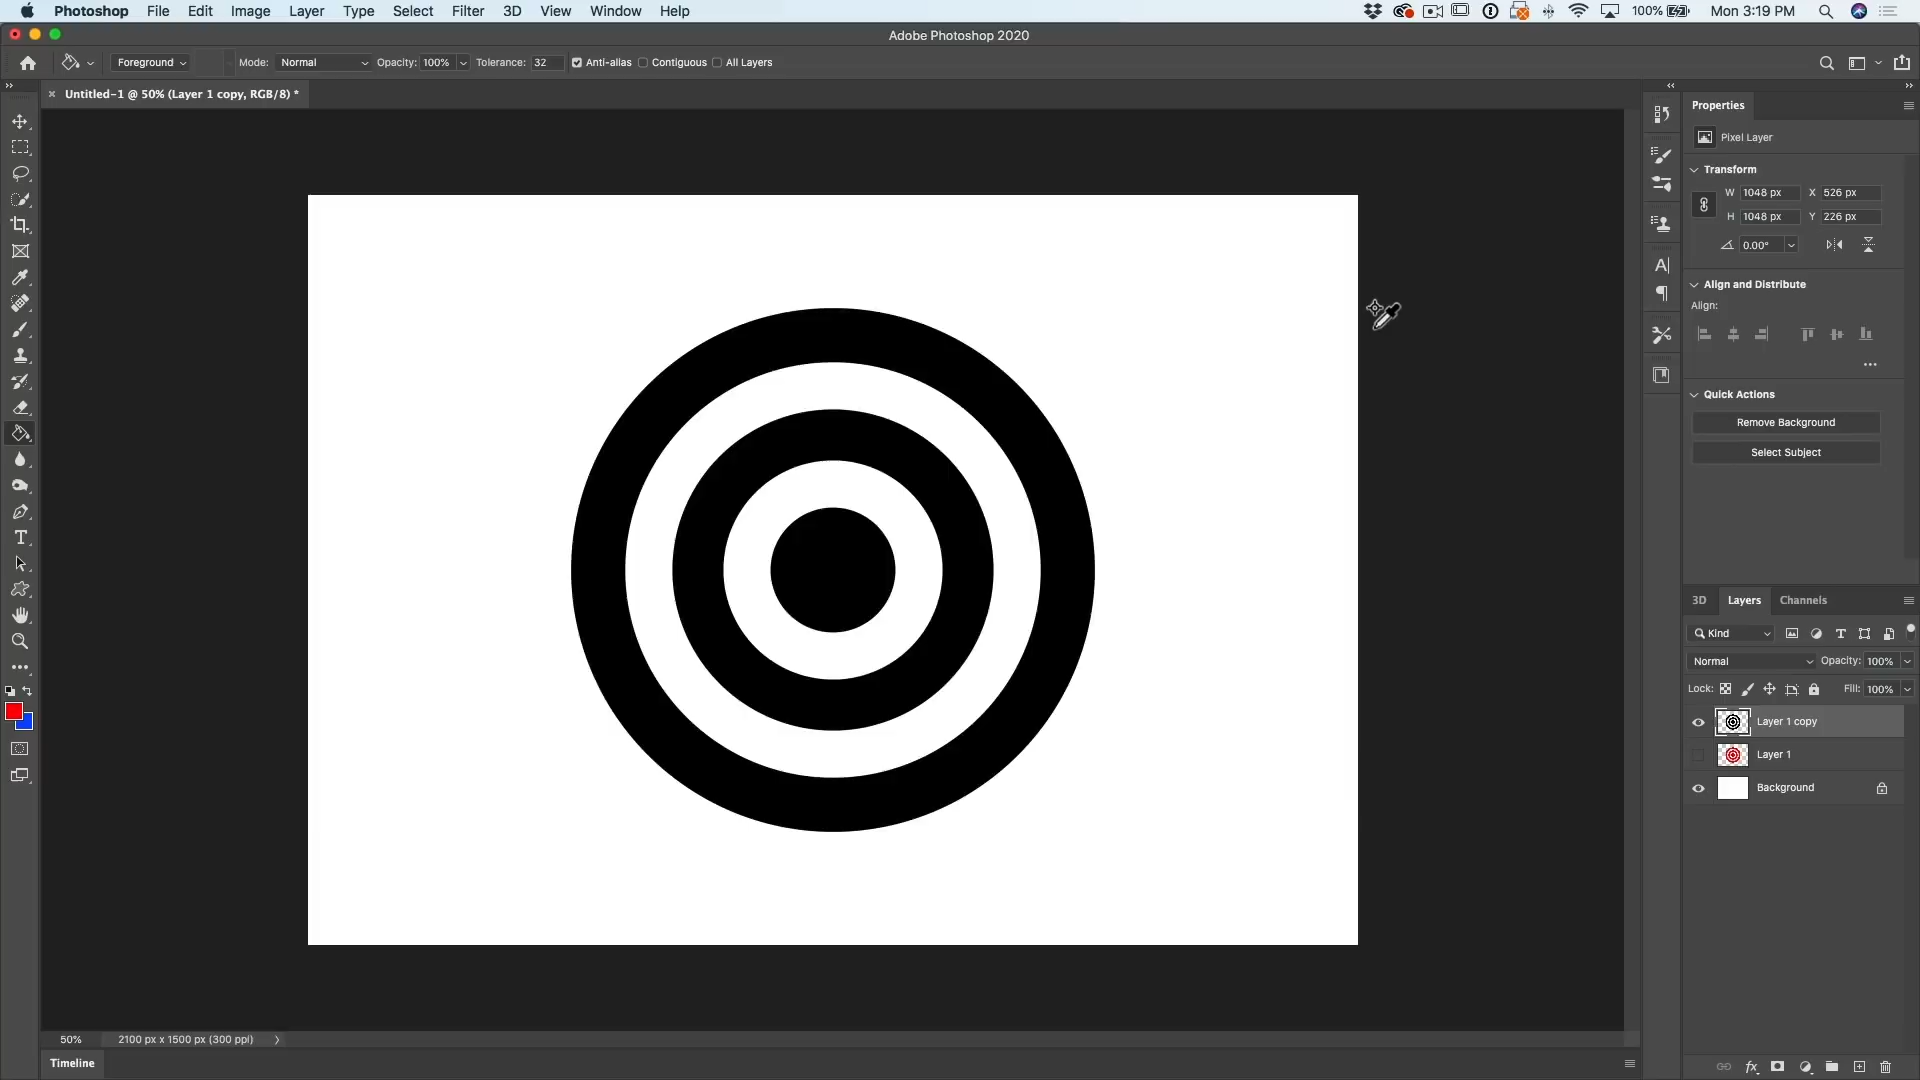 Photoshop File Edit Image Layer Type Select Filter 3D View Window Help 100% Mon 3:19 PM
Adobe Photoshop 2020
Foreground Mode: Normal Opacity: 100% Tolerance: 32 Anti-alias Contiguous All Layers
Untitled-1 @ 50% (Layer 1 copy, RGB/8) *
Properties
Pixel Layer
Transform
W 1048 px X 526 px
H 1048 px Y 226 px
0.00°
Align and Distribute
Align:
Quick Actions
Remove Background
Select Subject
3D Layers Channels
Kind
Normal Opacity: 100%
Lock: Fill: 100%
Layer 1 copy
Layer 1
Background
50% 2100 px x 1500 px (300 ppi)
Timeline